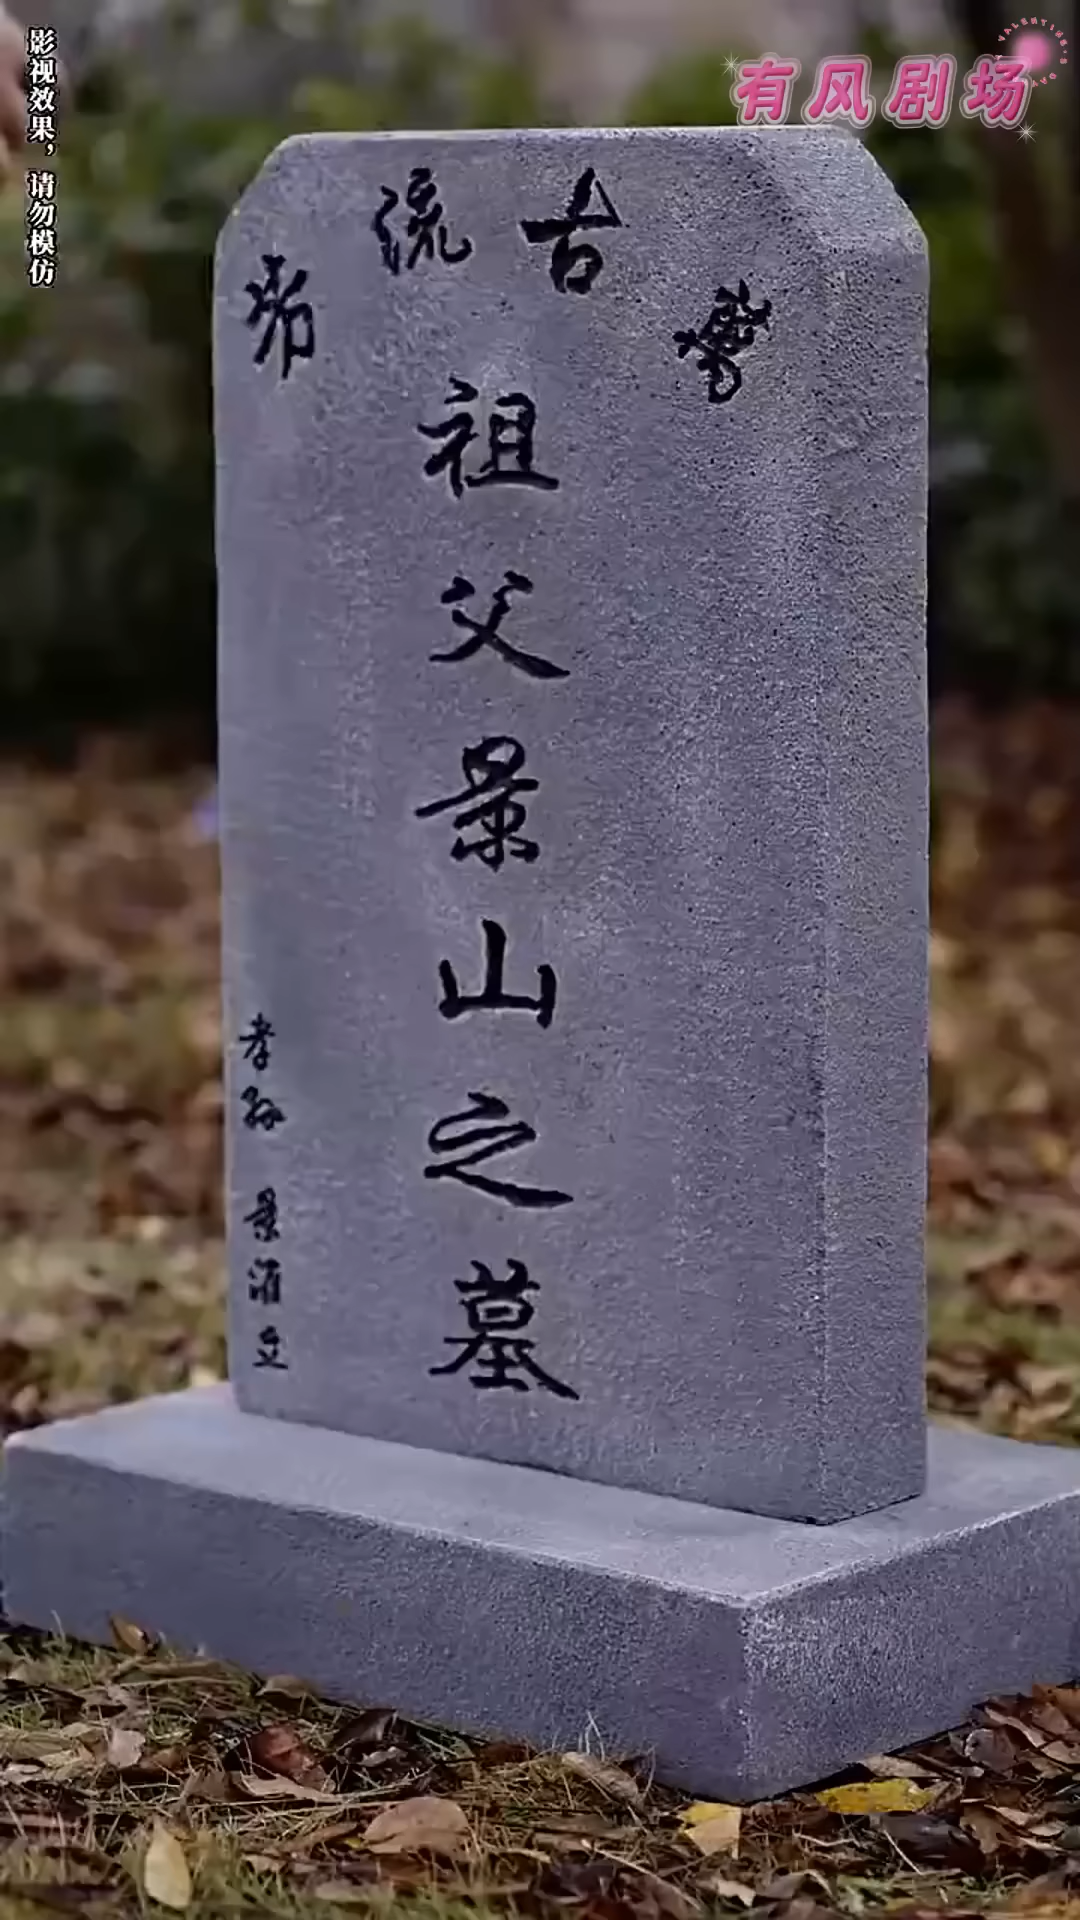 影视效果，请勿模仿
有风剧场
流古
祖父景山之墓
孝孙 景淮立